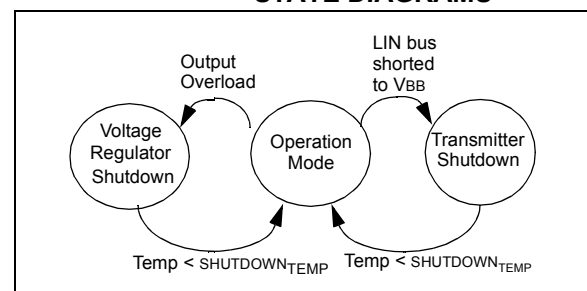 STATE DIAGRAMS
Output
Overload
LIN bus
shorted
to VBB
Voltage
Regulator
Shutdown
Operation
Mode
Transmitter
Shutdown
Temp < SHUTDOWNTEMP
Temp < SHUTDOWNTEMP